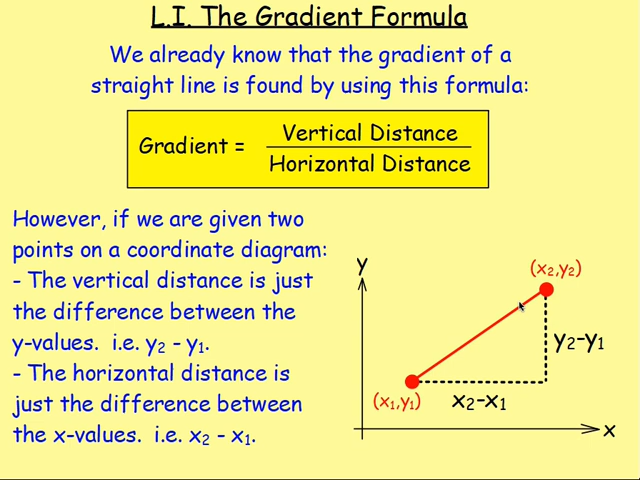 L.I. The Gradient Formula
We already know that the gradient of a
straight line is found by using this formula:
Gradient =
Vertical Distance
Horizontal Distance
However, if we are given two
points on a coordinate diagram:
- The vertical distance is just
the difference between the
y-values. i.e. y₂ - y₁.
- The horizontal distance is
just the difference between
the x-values. i.e. x₂ - x₁.
y
(x₂,y₂)
y₂-y₁
(x₁,y₁)
x₂-x₁
x